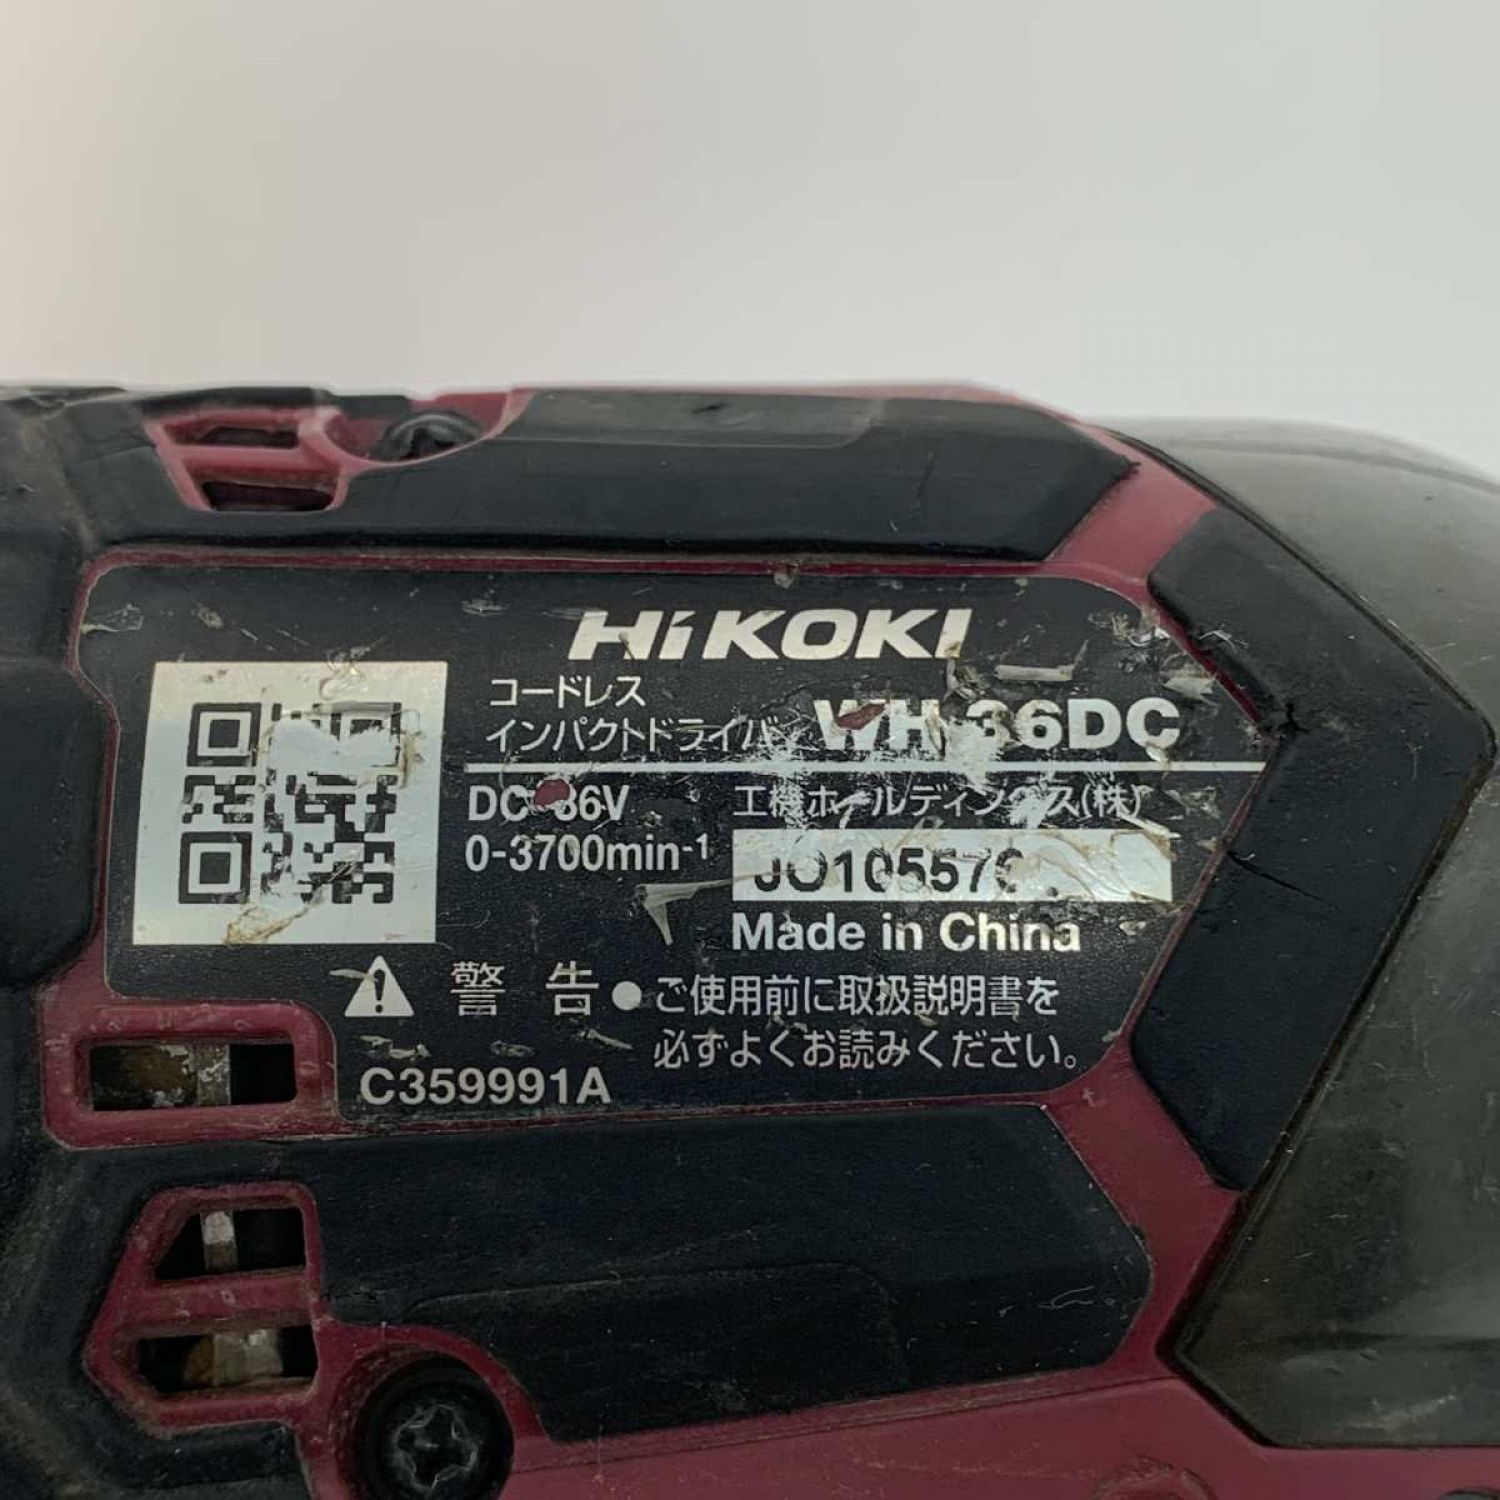 HiKOKI
コードレス
インパクトドライバ WH 36DC
DC 36V
0-3700min-1
工機ホールディングス(株)
Made in China
警告 ●ご使用前に取扱説明書を
必ずよくお読みください。
C359991A